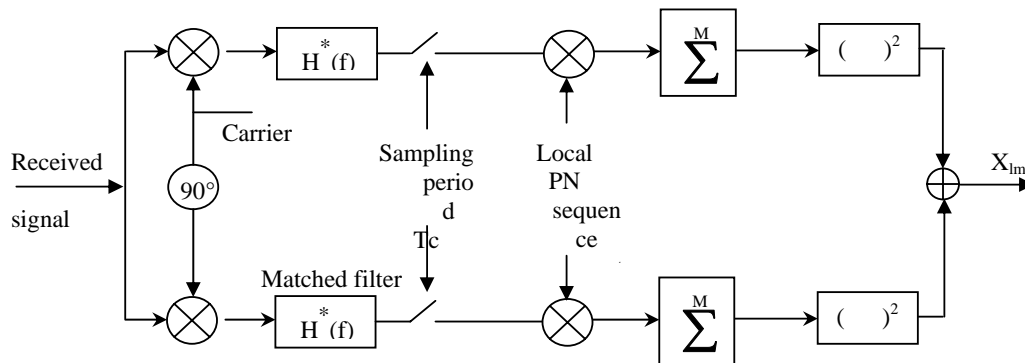 H*(f)
M
∑
(   )²
Carrier
Received
signal
90°
Sampling
perio
d
Tc
Local
PN
sequen
ce
X_lm
Matched filter
H*(f)
M
∑
(   )²